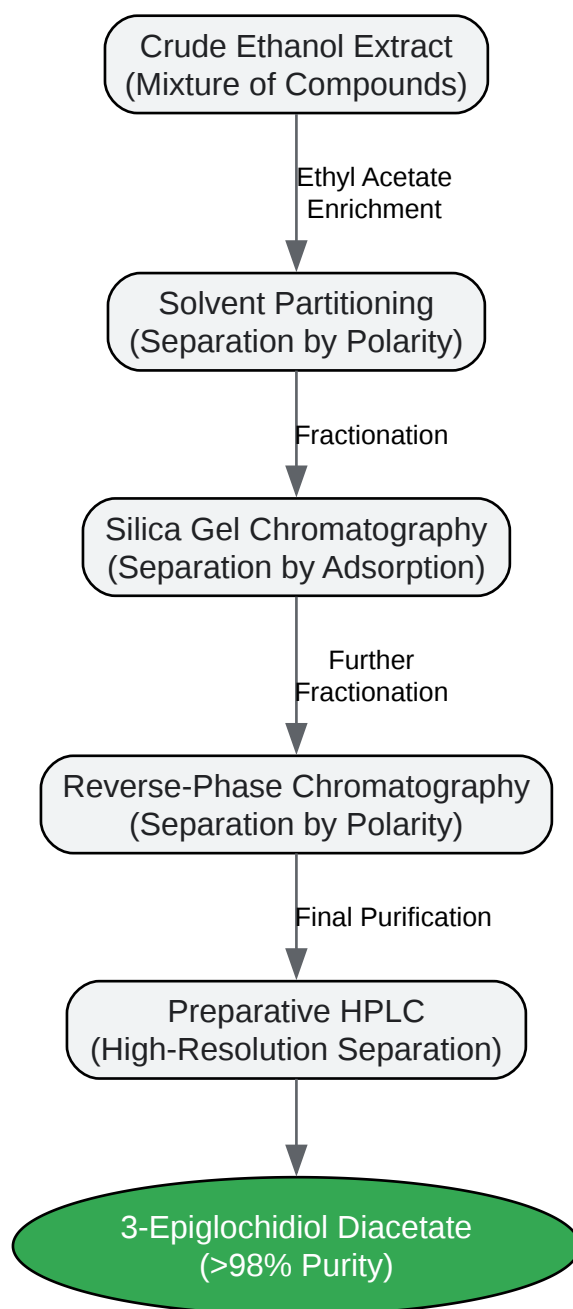 Crude Ethanol Extract
(Mixture of Compounds)
Ethyl Acetate
Enrichment
Solvent Partitioning
(Separation by Polarity)
Fractionation
Silica Gel Chromatography
(Separation by Adsorption)
Further
Fractionation
Reverse-Phase Chromatography
(Separation by Polarity)
Final Purification
Preparative HPLC
(High-Resolution Separation)
3-Epiglochidiol Diacetate
(>98% Purity)